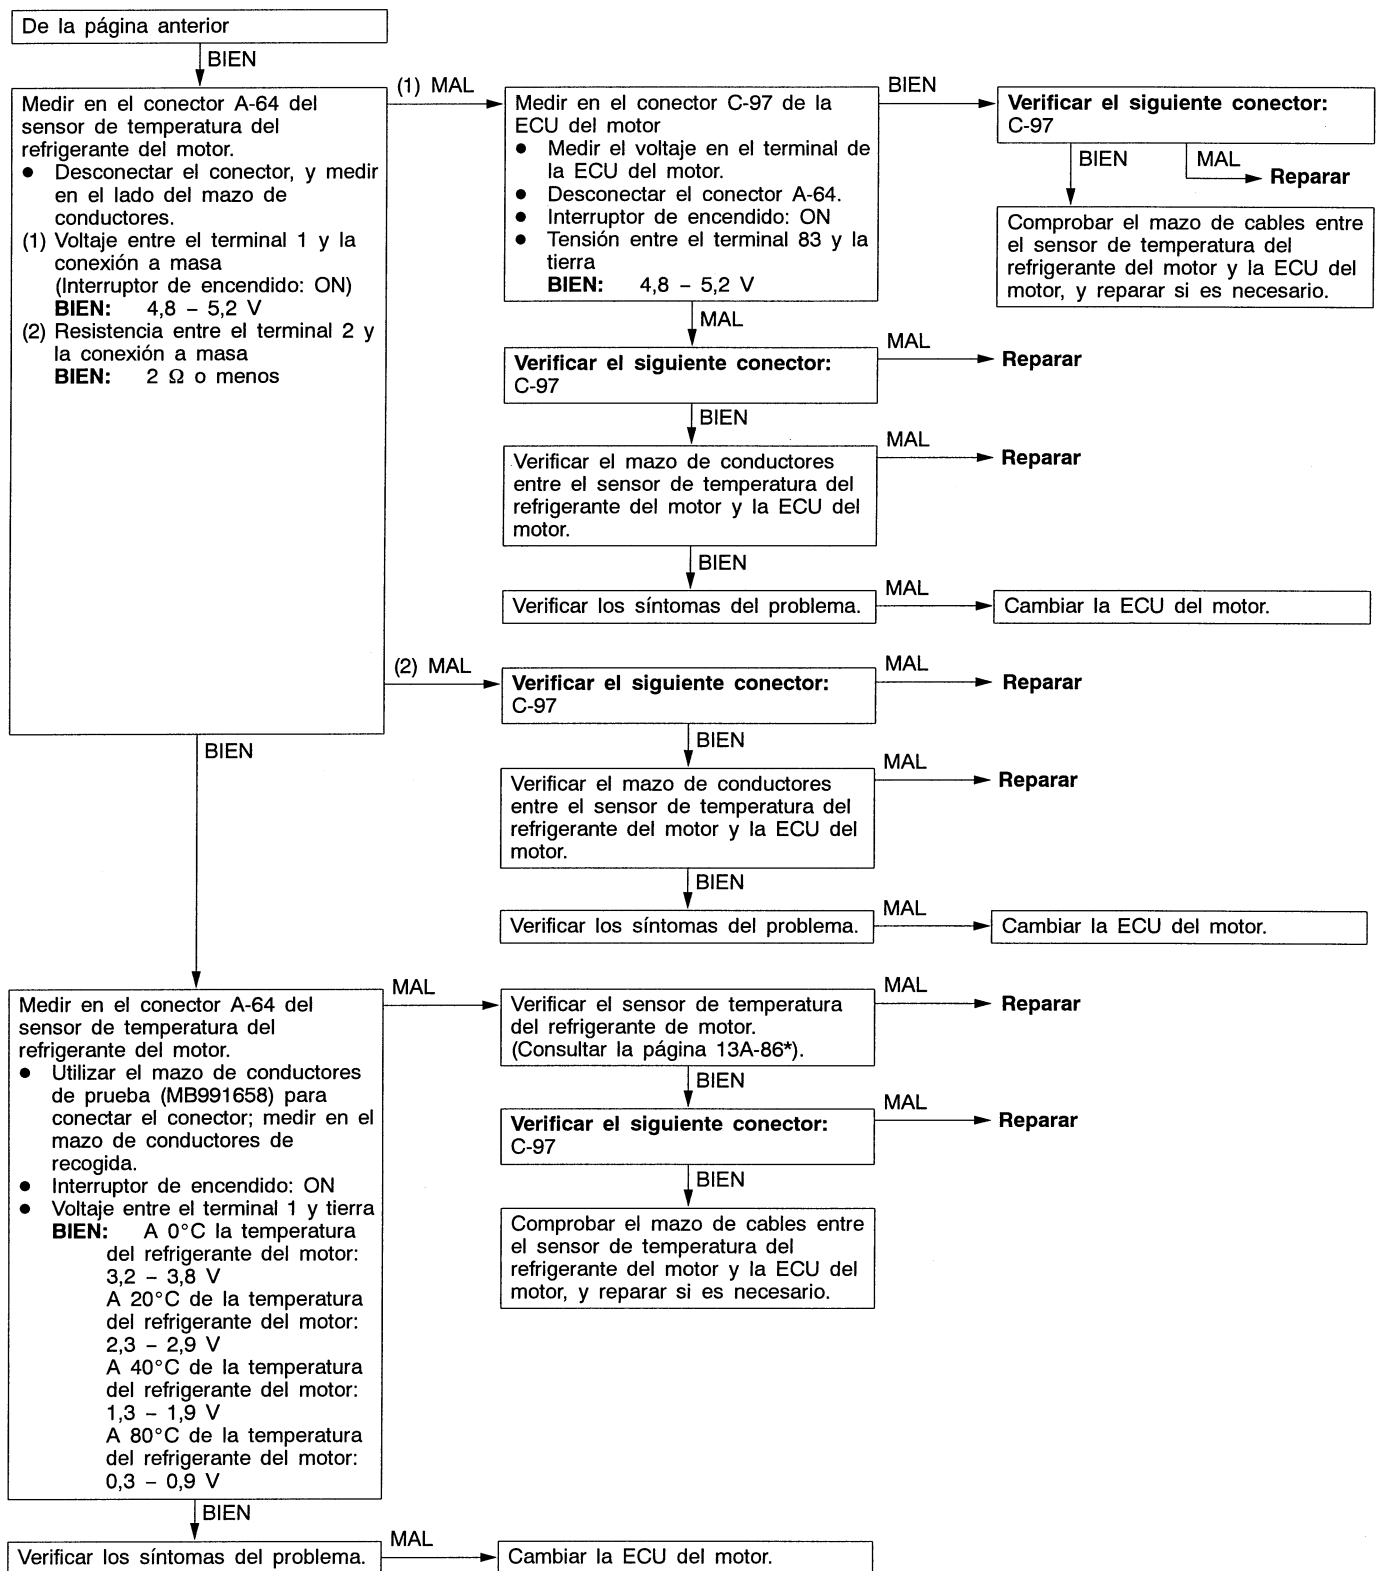 De la página anterior
BIEN
Medir en el conector A-64 del
sensor de temperatura del
refrigerante del motor.
● Desconectar el conector, y medir
en el lado del mazo de
conductores.
(1) Voltaje entre el terminal 1 y la
conexión a masa
(Interruptor de encendido: ON)
BIEN: 4,8 – 5,2 V
(2) Resistencia entre el terminal 2 y
la conexión a masa
BIEN: 2 Ω o menos
(1) MAL
Medir en el conector C-97 de la
ECU del motor
● Medir el voltaje en el terminal de
la ECU del motor.
● Desconectar el conector A-64.
● Interruptor de encendido: ON
● Tensión entre el terminal 83 y la
tierra
BIEN: 4,8 – 5,2 V
BIEN
Verificar el siguiente conector:
C-97
BIEN
MAL
Reparar
Comprobar el mazo de cables entre
el sensor de temperatura del
refrigerante del motor y la ECU del
motor, y reparar si es necesario.
MAL
Verificar el siguiente conector:
C-97
MAL
Reparar
BIEN
Verificar el mazo de conductores
entre el sensor de temperatura del
refrigerante del motor y la ECU del
motor.
MAL
Reparar
BIEN
Verificar los síntomas del problema.
MAL
Cambiar la ECU del motor.
(2) MAL
Verificar el siguiente conector:
C-97
MAL
Reparar
BIEN
Verificar el mazo de conductores
entre el sensor de temperatura del
refrigerante del motor y la ECU del
motor.
MAL
Reparar
BIEN
Verificar los síntomas del problema.
MAL
Cambiar la ECU del motor.
BIEN
Medir en el conector A-64 del
sensor de temperatura del
refrigerante del motor.
● Utilizar el mazo de conductores
de prueba (MB991658) para
conectar el conector; medir en el
mazo de conductores de
recogida.
● Interruptor de encendido: ON
● Voltaje entre el terminal 1 y tierra
BIEN: A 0°C la temperatura
del refrigerante del motor:
3,2 – 3,8 V
A 20°C de la temperatura
del refrigerante del motor:
2,3 – 2,9 V
A 40°C de la temperatura
del refrigerante del motor:
1,3 – 1,9 V
A 80°C de la temperatura
del refrigerante del motor:
0,3 – 0,9 V
MAL
Verificar el sensor de temperatura
del refrigerante de motor.
(Consultar la página 13A-86*).
MAL
Reparar
BIEN
Verificar el siguiente conector:
C-97
MAL
Reparar
BIEN
Comprobar el mazo de cables entre
el sensor de temperatura del
refrigerante del motor y la ECU del
motor, y reparar si es necesario.
BIEN
Verificar los síntomas del problema.
MAL
Cambiar la ECU del motor.